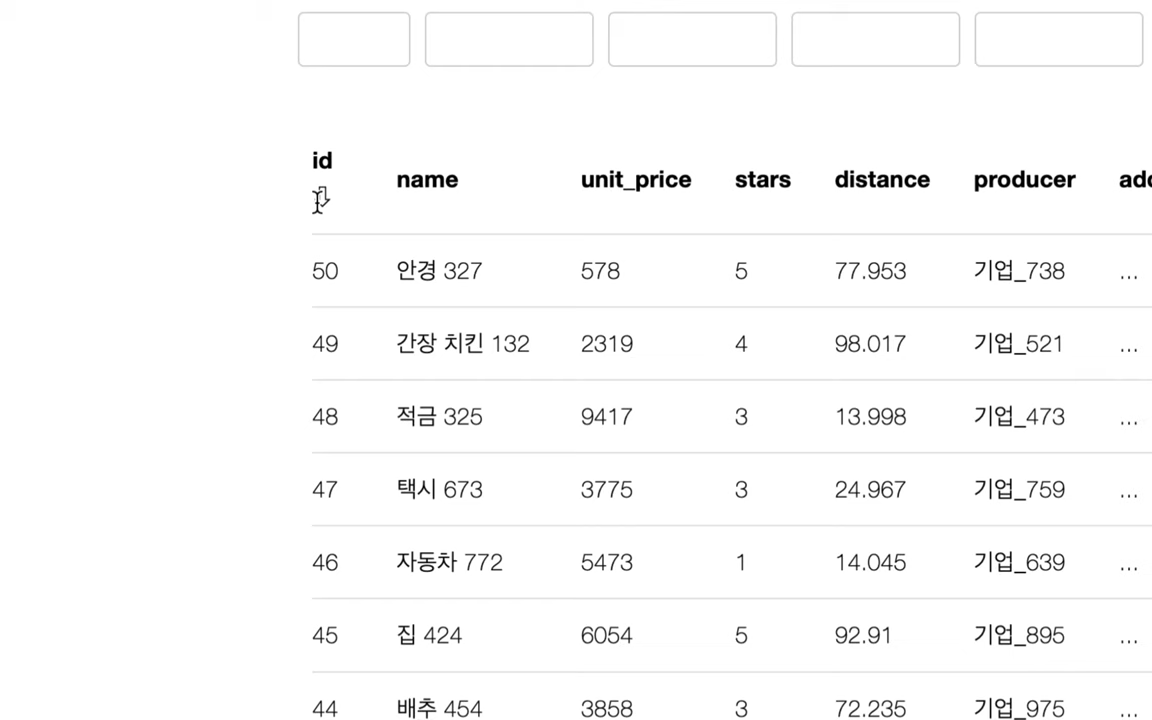 id name unit_price stars distance producer
⇩
50 안경 327 578 5 77.953 기업_738 ...
49 간장 치킨 132 2319 4 98.017 기업_521 ...
48 적금 325 9417 3 13.998 기업_473 ...
47 택시 673 3775 3 24.967 기업_759 ...
46 자동차 772 5473 1 14.045 기업_639 ...
45 집 424 6054 5 92.91 기업_895 ...
44 배추 454 3858 3 72.235 기업_975 ...